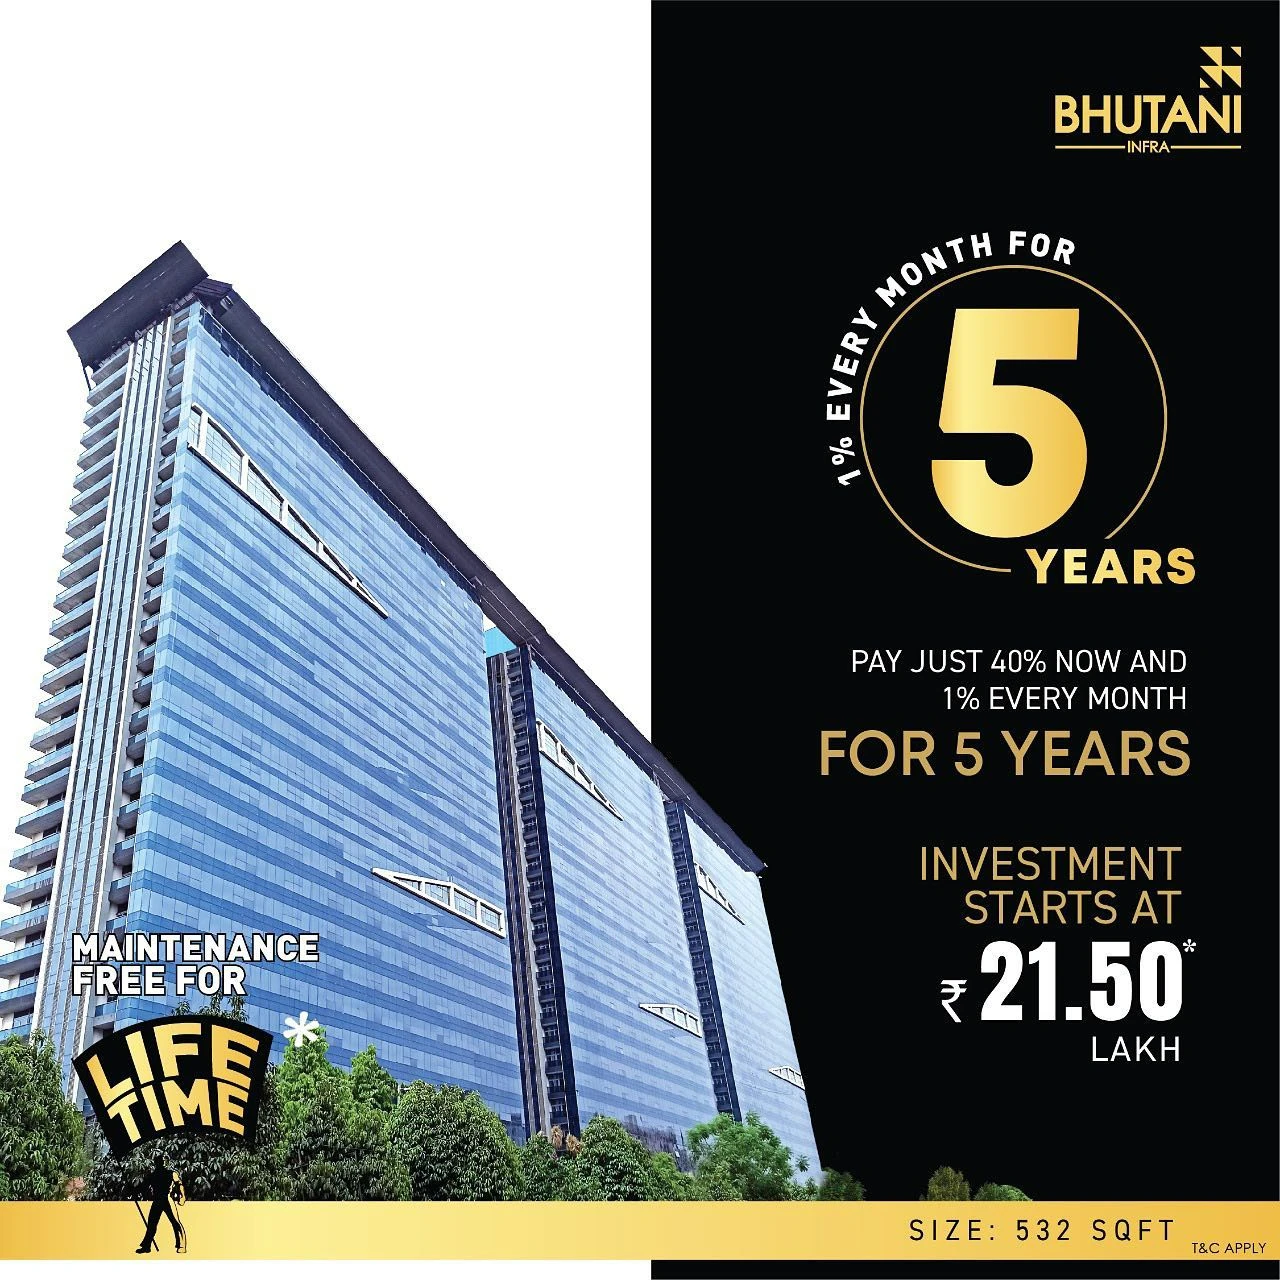 BHUTANI
INFRA
1% EVERY MONTH FOR
5
YEARS
PAY JUST 40% NOW AND
1% EVERY MONTH
FOR 5 YEARS
INVESTMENT
STARTS AT
₹ 21.50*
LAKH
MAINTENANCE
FREE FOR
LIFE *
TIME
SIZE: 532 SQFT
T&C APPLY